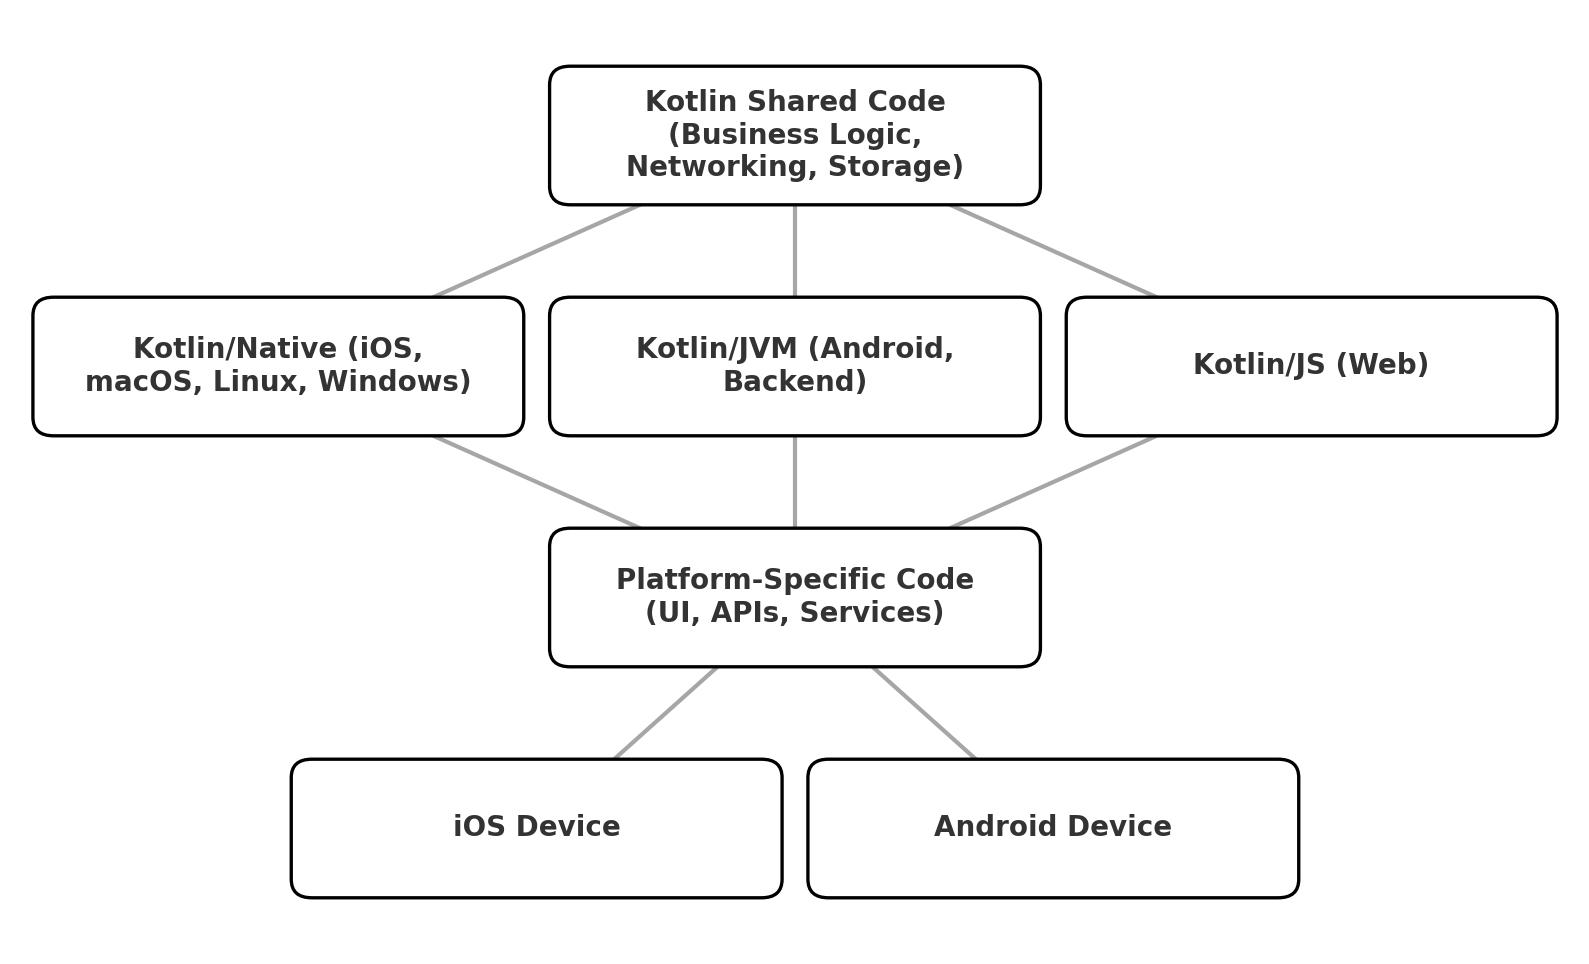 Kotlin Shared Code
(Business Logic,
Networking, Storage)
Kotlin/Native (iOS,
macOS, Linux, Windows)
Kotlin/JVM (Android,
Backend)
Kotlin/JS (Web)
Platform-Specific Code
(UI, APIs, Services)
iOS Device
Android Device